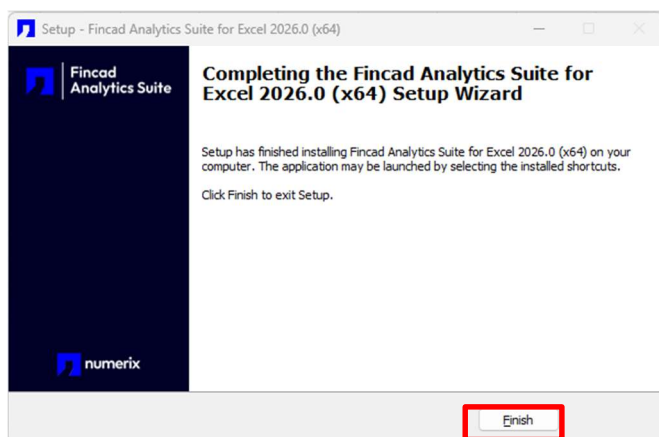 Setup - Fincad Analytics Suite for Excel 2026.0 (x64)
Fincad
Analytics Suite
Completing the Fincad Analytics Suite for
Excel 2026.0 (x64) Setup Wizard
Setup has finished installing Fincad Analytics Suite for Excel 2026.0 (x64) on your
computer. The application may be launched by selecting the installed shortcuts.
Click Finish to exit Setup.
numerix
Finish